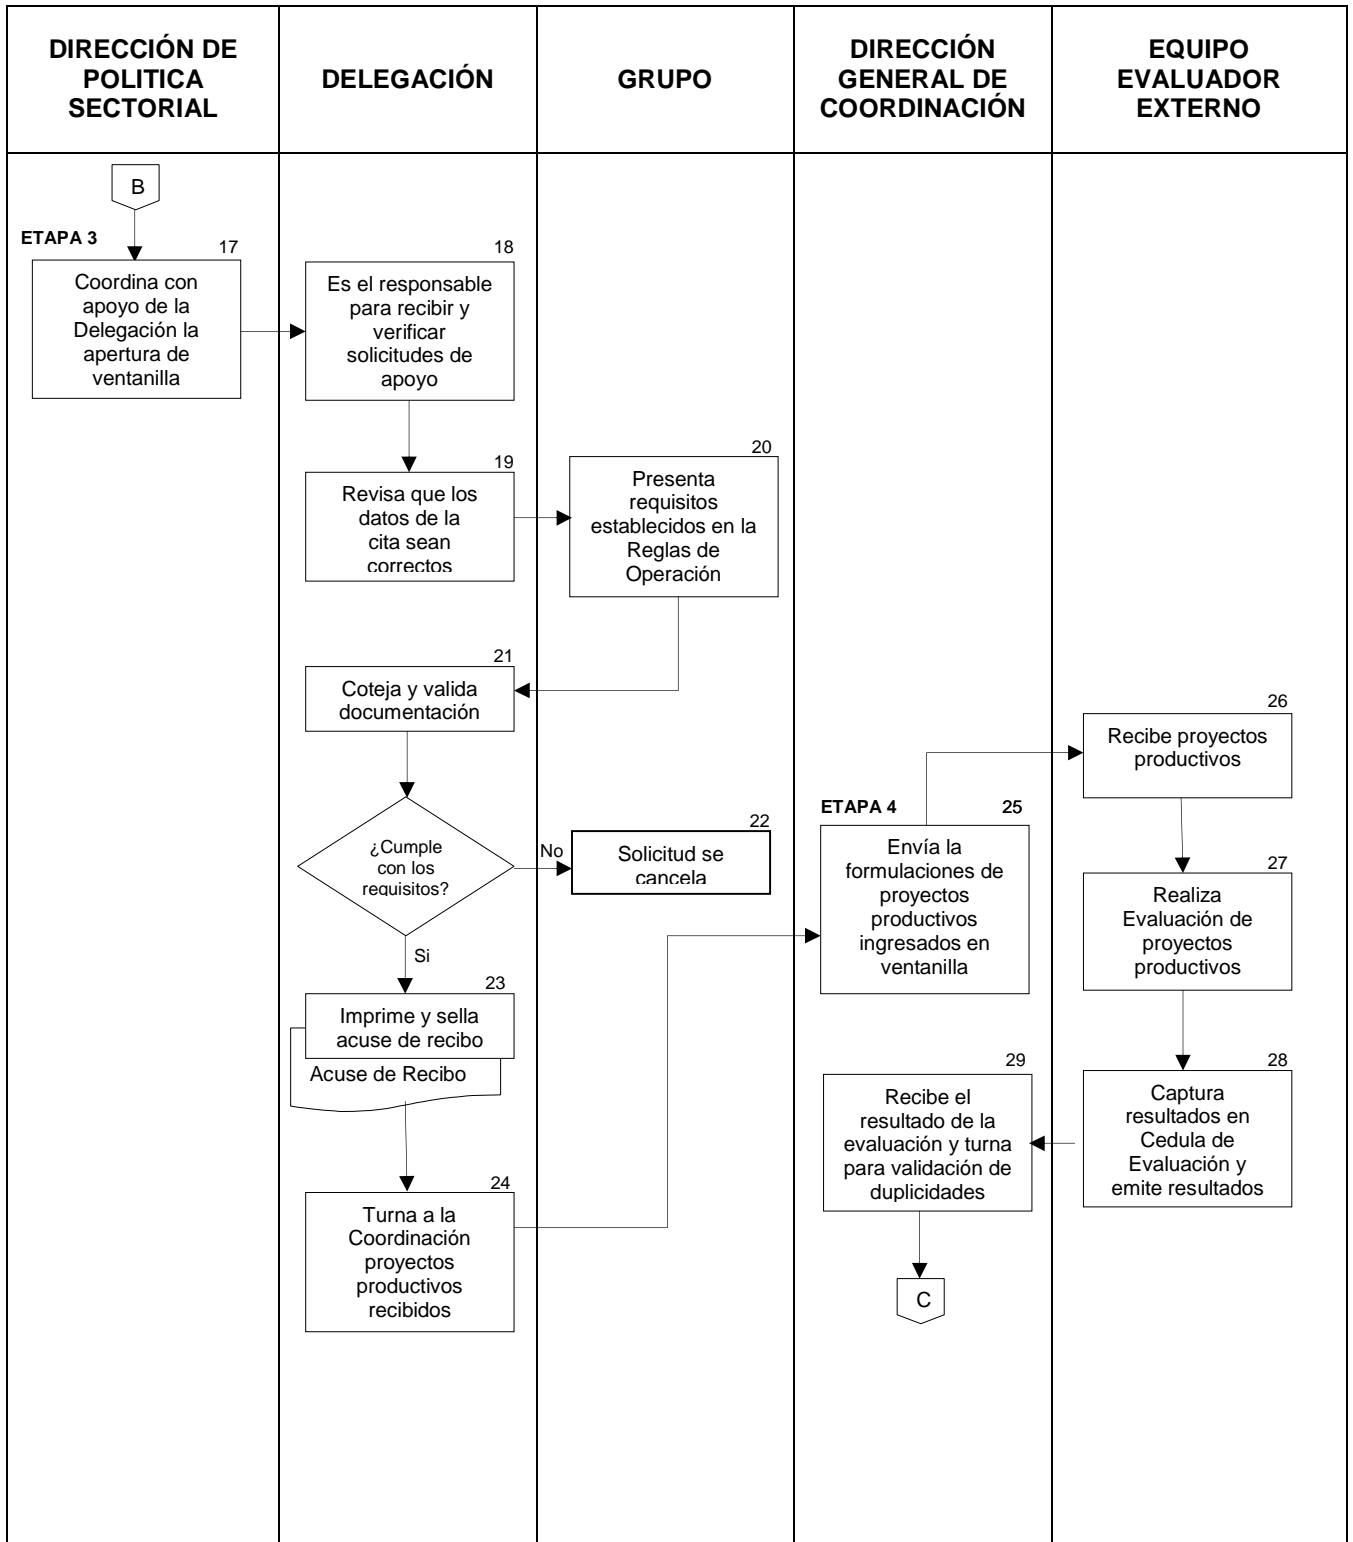 DIRECCIÓN DE
POLITICA
SECTORIAL
DELEGACIÓN
GRUPO
DIRECCIÓN
GENERAL DE
COORDINACIÓN
EQUIPO
EVALUADOR
EXTERNO
B
ETAPA 3
17
Coordina con
apoyo de la
Delegación la
apertura de
ventanilla
18
Es el responsable
para recibir y
verificar
solicitudes de
apoyo
19
Revisa que los
datos de la
cita sean
correctos
20
Presenta
requisitos
establecidos en la
Reglas de
Operación
21
Coteja y valida
documentación
¿Cumple
con los
requisitos?
No
22
Solicitud se
cancela
Si
23
Imprime y sella
acuse de recibo
Acuse de Recibo
24
Turna a la
Coordinación
proyectos
productivos
recibidos
ETAPA 4
25
Envía la
formulaciones de
proyectos
productivos
ingresados en
ventanilla
26
Recibe proyectos
productivos
27
Realiza
Evaluación de
proyectos
productivos
28
Captura
resultados en
Cedula de
Evaluación y
emite resultados
29
Recibe el
resultado de la
evaluación y turna
para validación de
duplicidades
C